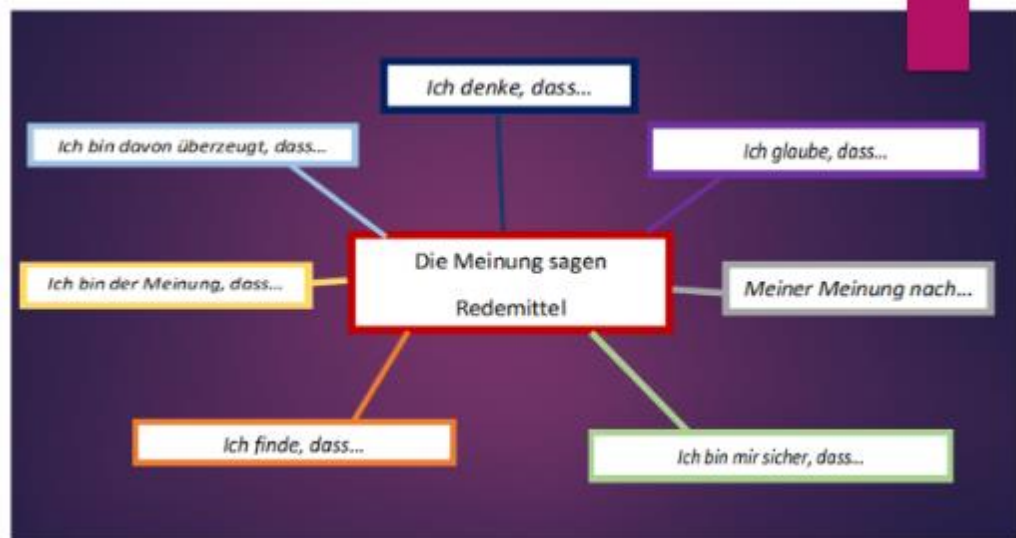 Ich denke, dass...
Ich bin davon überzeugt, dass...
Ich glaube, dass...
Die Meinung sagen
Redemittel
Ich bin der Meinung, dass...
Meiner Meinung nach...
Ich finde, dass...
Ich bin mir sicher, dass...